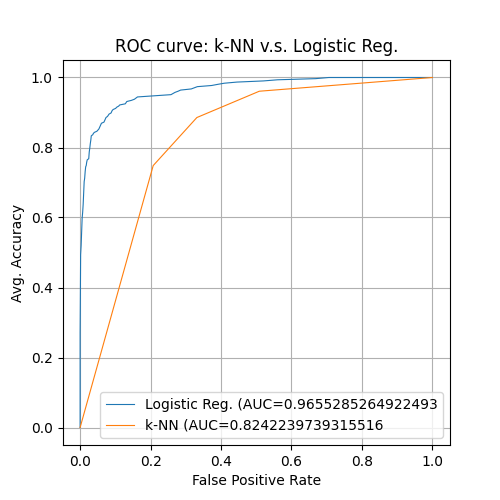 ROC curve: k-NN v.s. Logistic Reg.
1.0
0.8
0.6
0.4
0.2
0.0
Avg. Accuracy
Logistic Reg. (AUC=0.9655285264922493
k-NN (AUC=0.8242239739315516
0.0 0.2 0.4 0.6 0.8 1.0
False Positive Rate